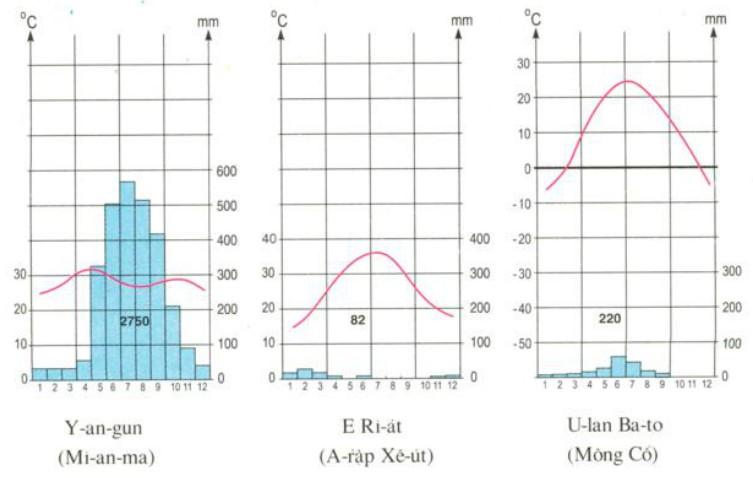 °C mm
600
500
400
30 300
20 200
10 100
0 0
1 2 3 4 5 6 7 8 9 10 11 12
2750
Y-an-gun
(Mi-an-ma)
°C mm
40 400
30 300
20 200
10 100
0 0
1 2 3 4 5 6 7 8 9 10 11 12
82
E Ri-át
(A-rập Xê-út)
°C mm
30
20
10
0
-10
-20
-30
-40 300
200
-50 100
0
1 2 3 4 5 6 7 8 9 10 11 12
220
U-lan Ba-to
(Mông Cổ)